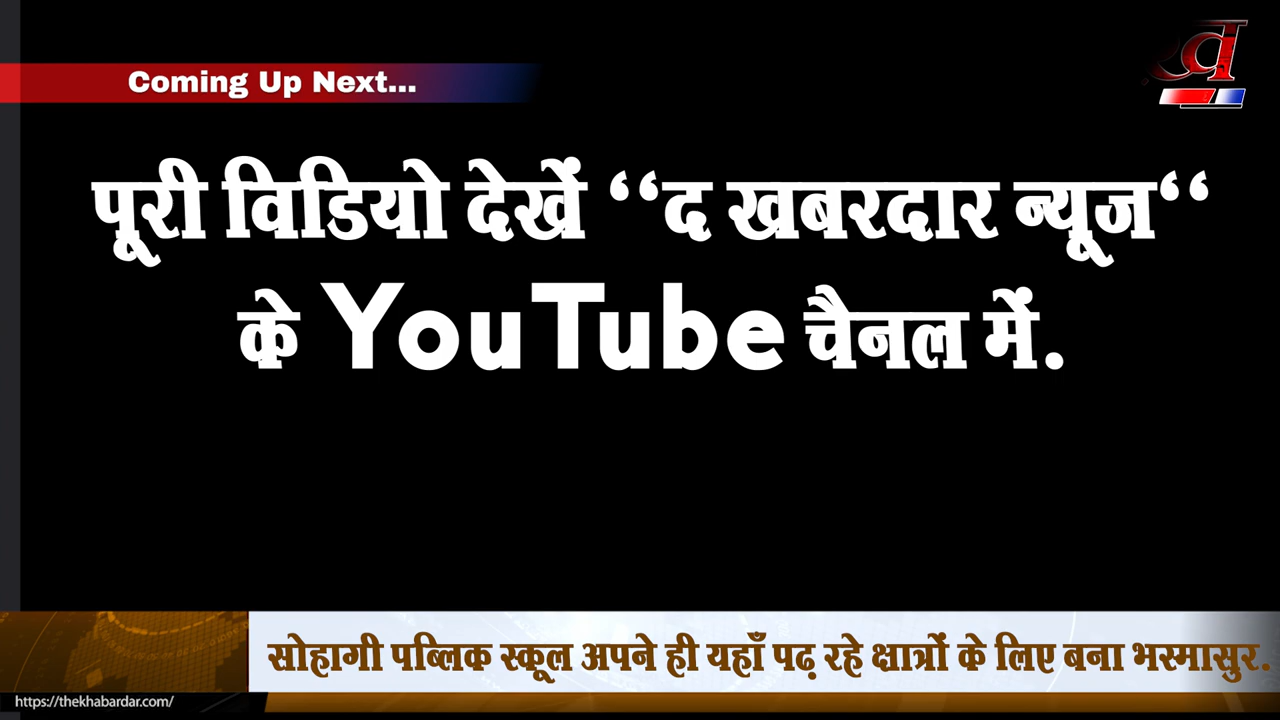 Coming Up Next...
पूरी विडियो देखें “द खबरदार न्यूज“
के YouTube चैनल में.
सोहागी पब्लिक स्कूल अपने ही यहाँ पढ़ रहे क्षात्रों के लिए बना भस्मासुर.
https://thekhabardar.com/